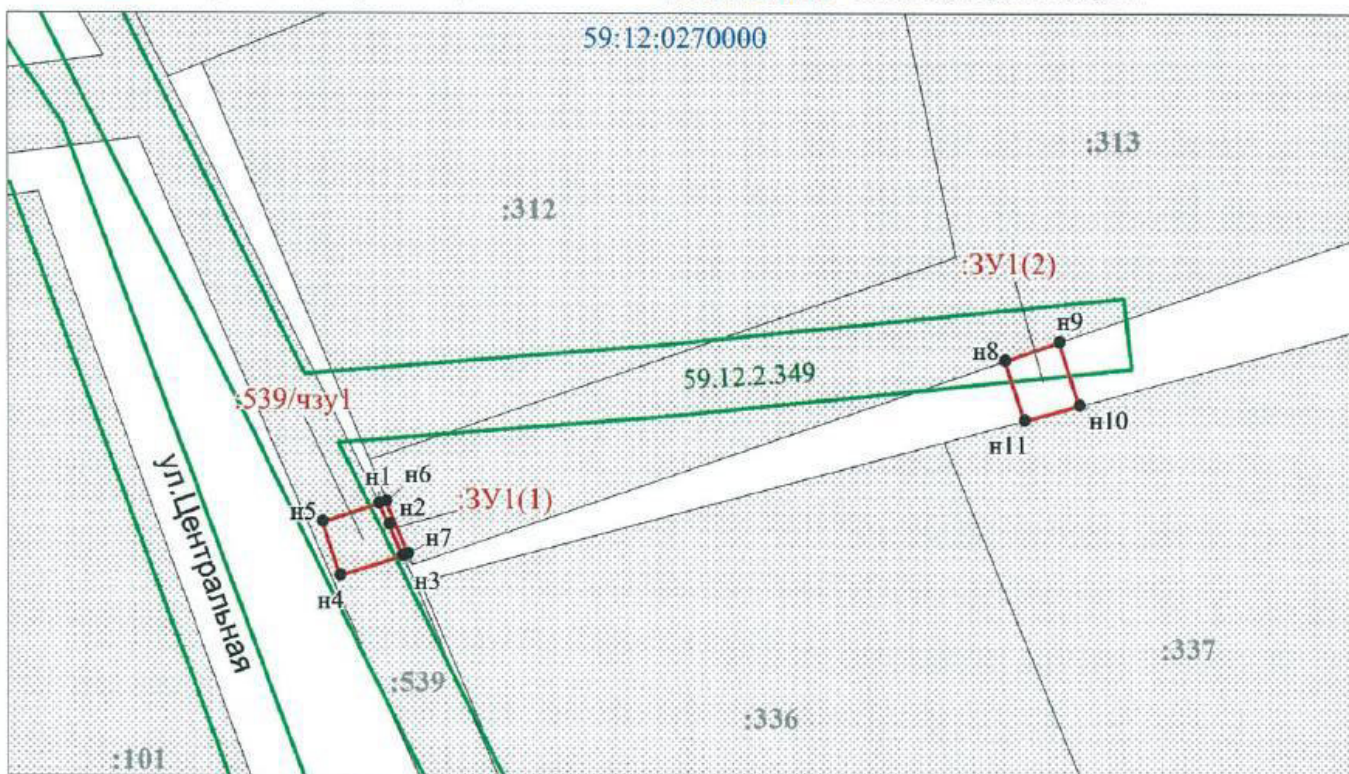 59:12:0270000
:313
:312
:ЗУ1(2)
н9
н8
59.12.2.349
:539/чзу1
н10
н11
ул.Центральная
н1
н6
н5
н2
:ЗУ1(1)
н7
н3
н4
:539
:337
:336
:101